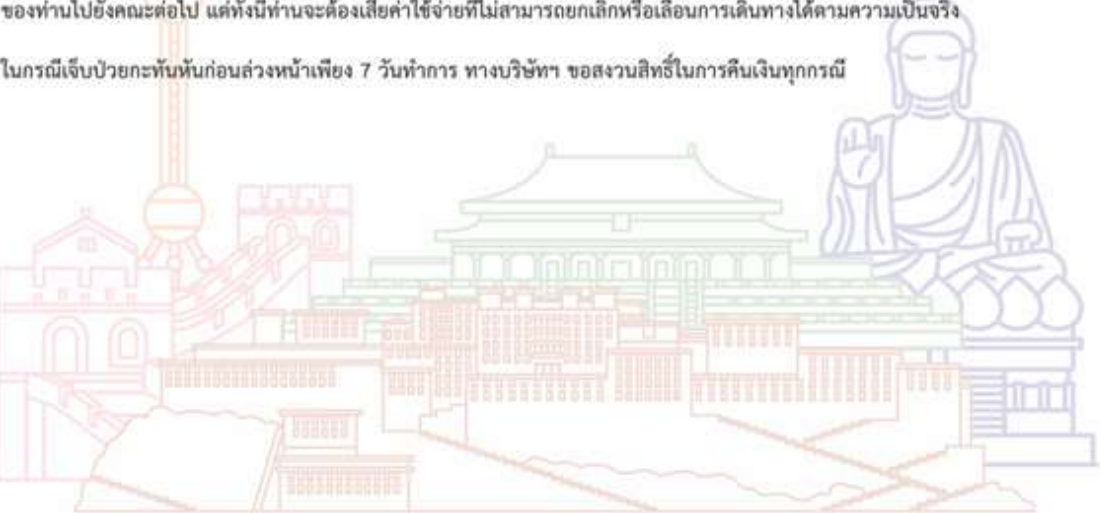 ของท่านไปยังคณะต่อไป แต่ทั้งนี้ท่านจะต้องเสียค่าใช้จ่ายที่ไม่สามารถยกเลิกหรือเลื่อนการเดินทางได้ตามความเป็นจริง
ในกรณีเจ็บป่วยกะทันหันก่อนล่วงหน้าเพียง 7 วันทำการ ทางบริษัทฯ ขอสงวนสิทธิ์ในการคืนเงินทุกกรณี